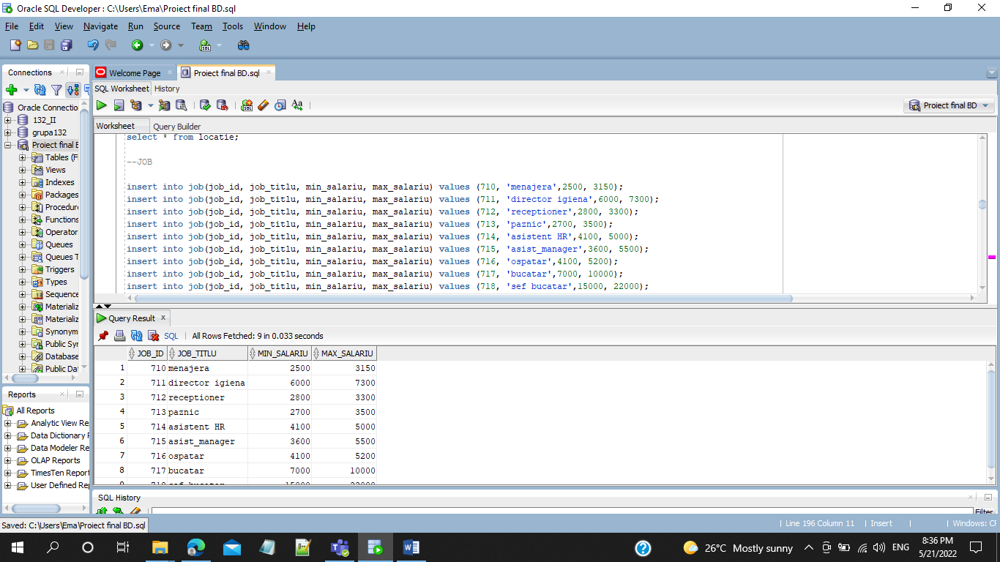 Oracle SQL Developer : C:\Users\Ema\Proiect final BD.sql
File Edit View Navigate Run Source Team Tools Window Help
Connections
Welcome Page
Proiect final BD.sql
SQL Worksheet History
Proiect final BD
Worksheet Query Builder
Oracle Connectio
132_II
grupa132
Proiect final B
Tables (F
Views
Indexes
Packages
Procedur
Functions
Operator
Queues
Queues T
Triggers
Types
Sequence
Materializ
Materializ
Synonym
Public Syr
Database
Public Dat
select * from locatie;
--JOB
insert into job(job_id, job_titlu, min_salariu, max_salariu) values (710, 'menajera',2500, 3150);
insert into job(job_id, job_titlu, min_salariu, max_salariu) values (711, 'director igiena',6000, 7300);
insert into job(job_id, job_titlu, min_salariu, max_salariu) values (712, 'receptioner',2800, 3300);
insert into job(job_id, job_titlu, min_salariu, max_salariu) values (713, 'paznic',2700, 3500);
insert into job(job_id, job_titlu, min_salariu, max_salariu) values (714, 'asistent HR',4100, 5000);
insert into job(job_id, job_titlu, min_salariu, max_salariu) values (715, 'asist_manager',3600, 5500);
insert into job(job_id, job_titlu, min_salariu, max_salariu) values (716, 'ospatar',4100, 5200);
insert into job(job_id, job_titlu, min_salariu, max_salariu) values (717, 'bucatar',7000, 10000);
insert into job(job_id, job_titlu, min_salariu, max_salariu) values (718, 'sef bucatar',15000, 22000);
Query Result
SQL | All Rows Fetched: 9 in 0.033 seconds
JOB_ID JOB_TITLU MIN_SALARIU MAX_SALARIU
1 710 menajera 2500 3150
2 711 director igiena 6000 7300
3 712 receptioner 2800 3300
4 713 paznic 2700 3500
5 714 asistent HR 4100 5000
6 715 asist_manager 3600 5500
7 716 ospatar 4100 5200
8 717 bucatar 7000 10000
9 718 sef bucatar 15000 22000
Reports
All Reports
Analytic View Re
Data Dictionary R
Data Modeler Re
OLAP Reports
TimesTen Report
User Defined Rep
SQL History
Filter
Saved: C:\Users\Ema\Proiect final BD.sql
Line 196 Column 11 | Insert | | Windows: CR
26°C Mostly sunny
ENG
8:36 PM
5/21/2022